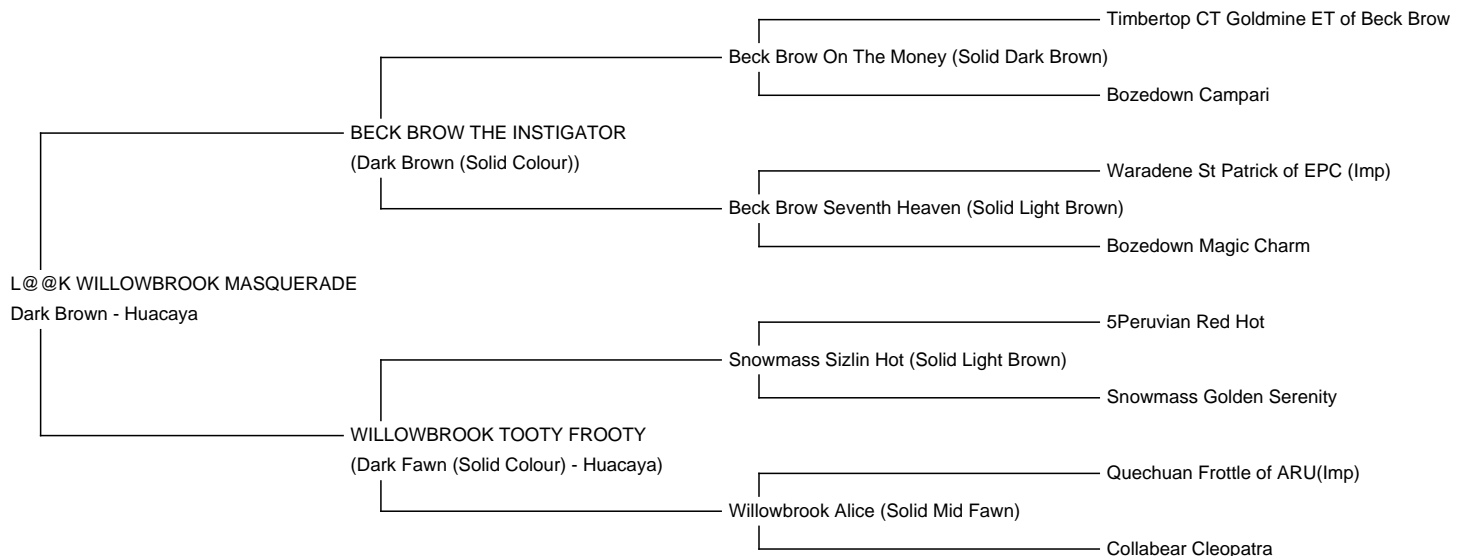 Timbertop CT Goldmine ET of Beck Brow
Beck Brow On The Money (Solid Dark Brown)
Bozedown Campari
BECK BROW THE INSTIGATOR
(Dark Brown (Solid Colour))
Waradene St Patrick of EPC (Imp)
Beck Brow Seventh Heaven (Solid Light Brown)
Bozedown Magic Charm
L@@K WILLOWBROOK MASQUERADE
Dark Brown - Huacaya
5Peruvian Red Hot
Snowmass Sizlin Hot (Solid Light Brown)
Snowmass Golden Serenity
WILLOWBROOK TOOTY FROOTY
(Dark Fawn (Solid Colour) - Huacaya)
Quechuan Frottle of ARU(Imp)
Willowbrook Alice (Solid Mid Fawn)
Collabear Cleopatra